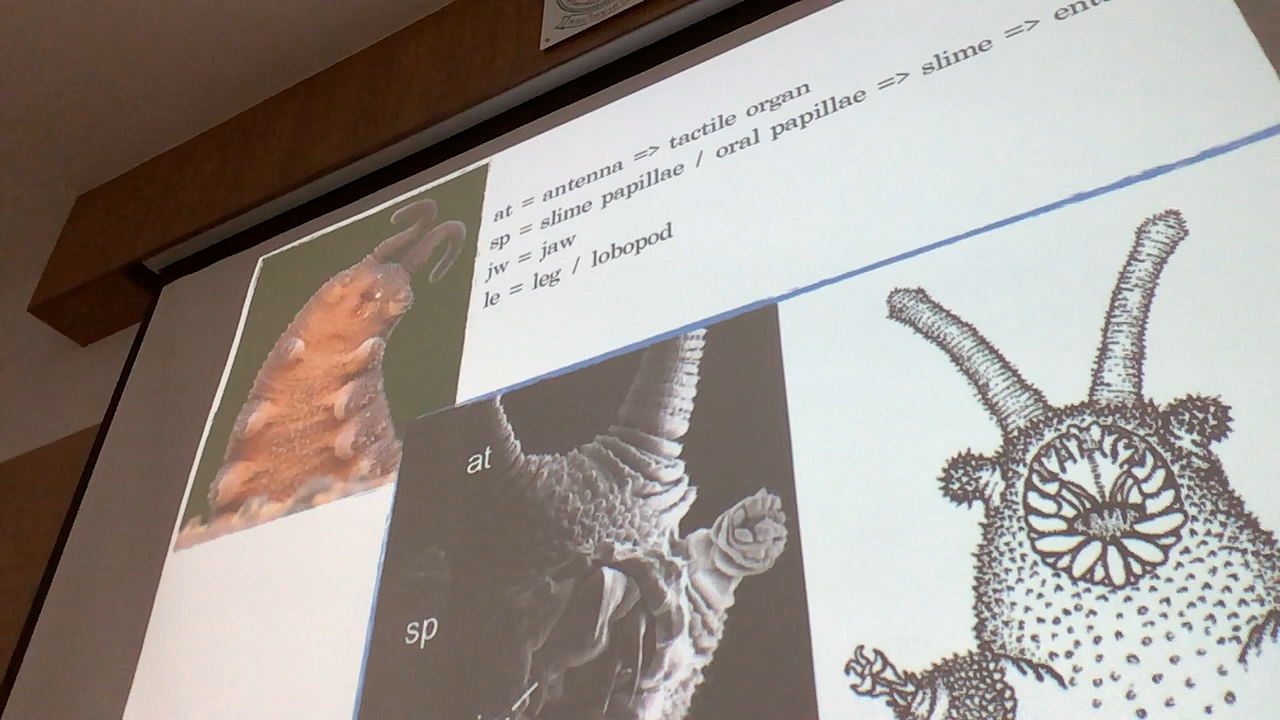 at = antenna => tactile organ
sp = slime papillae / oral papillae => slime =>
jw = jaw
le = leg / lobopod
at
sp